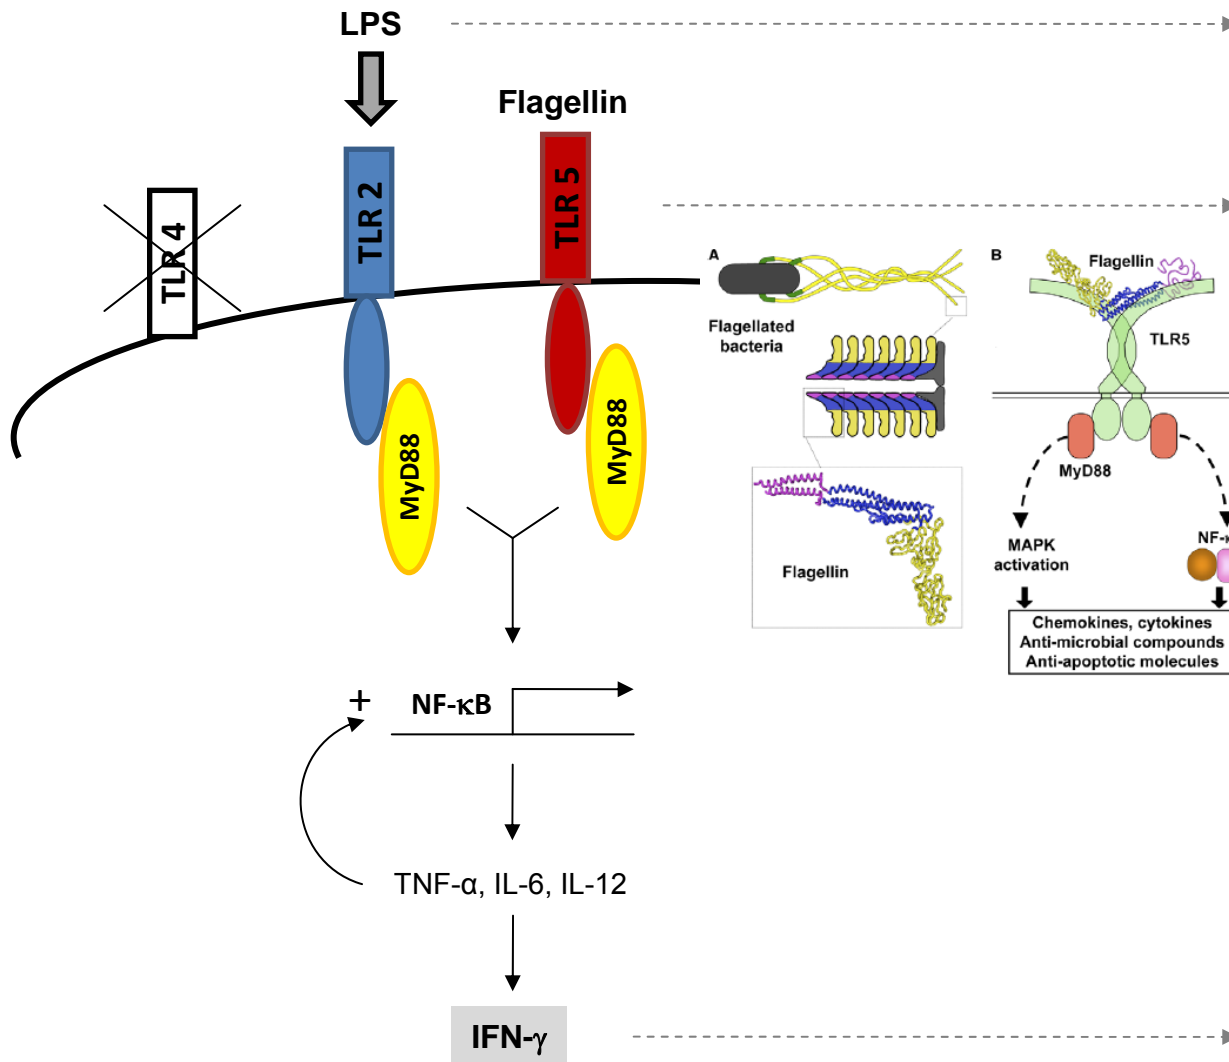 LPS
Flagellin
TLR 4
TLR 2
TLR 5
MyD88
MyD88
A
Flagellated
bacteria
Flagellin
B
Flagellin
TLR5
MyD88
MAPK
activation
NF-κ
Chemokines, cytokines
Anti-microbial compounds
Anti-apoptotic molecules
+
NF-κB
TNF-α, IL-6, IL-12
IFN-γ